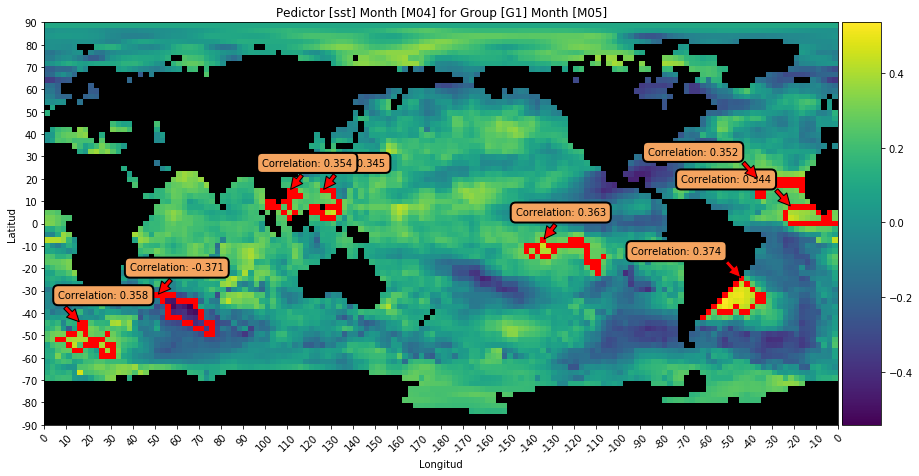 Pedictor [sst] Month [M04] for Group [G1] Month [M05]
90
80
70
60
50
40
30
20
10
0
-10
-20
-30
-40
-50
-60
-70
-80
-90
Latitud
Correlation: 0.354
0.345
Correlation: 0.352
Correlation: 0.344
Correlation: 0.363
Correlation: 0.374
Correlation: -0.371
Correlation: 0.358
0 10 20 30 40 50 60 70 80 90 100 110 120 130 140 150 160 170 180 -170 -160 -150 -140 -130 -120 -110 -100 -90 -80 -70 -60 -50 -40 -30 -20 -10 0
Longitud
0.4
0.2
0.0
−0.2
−0.4